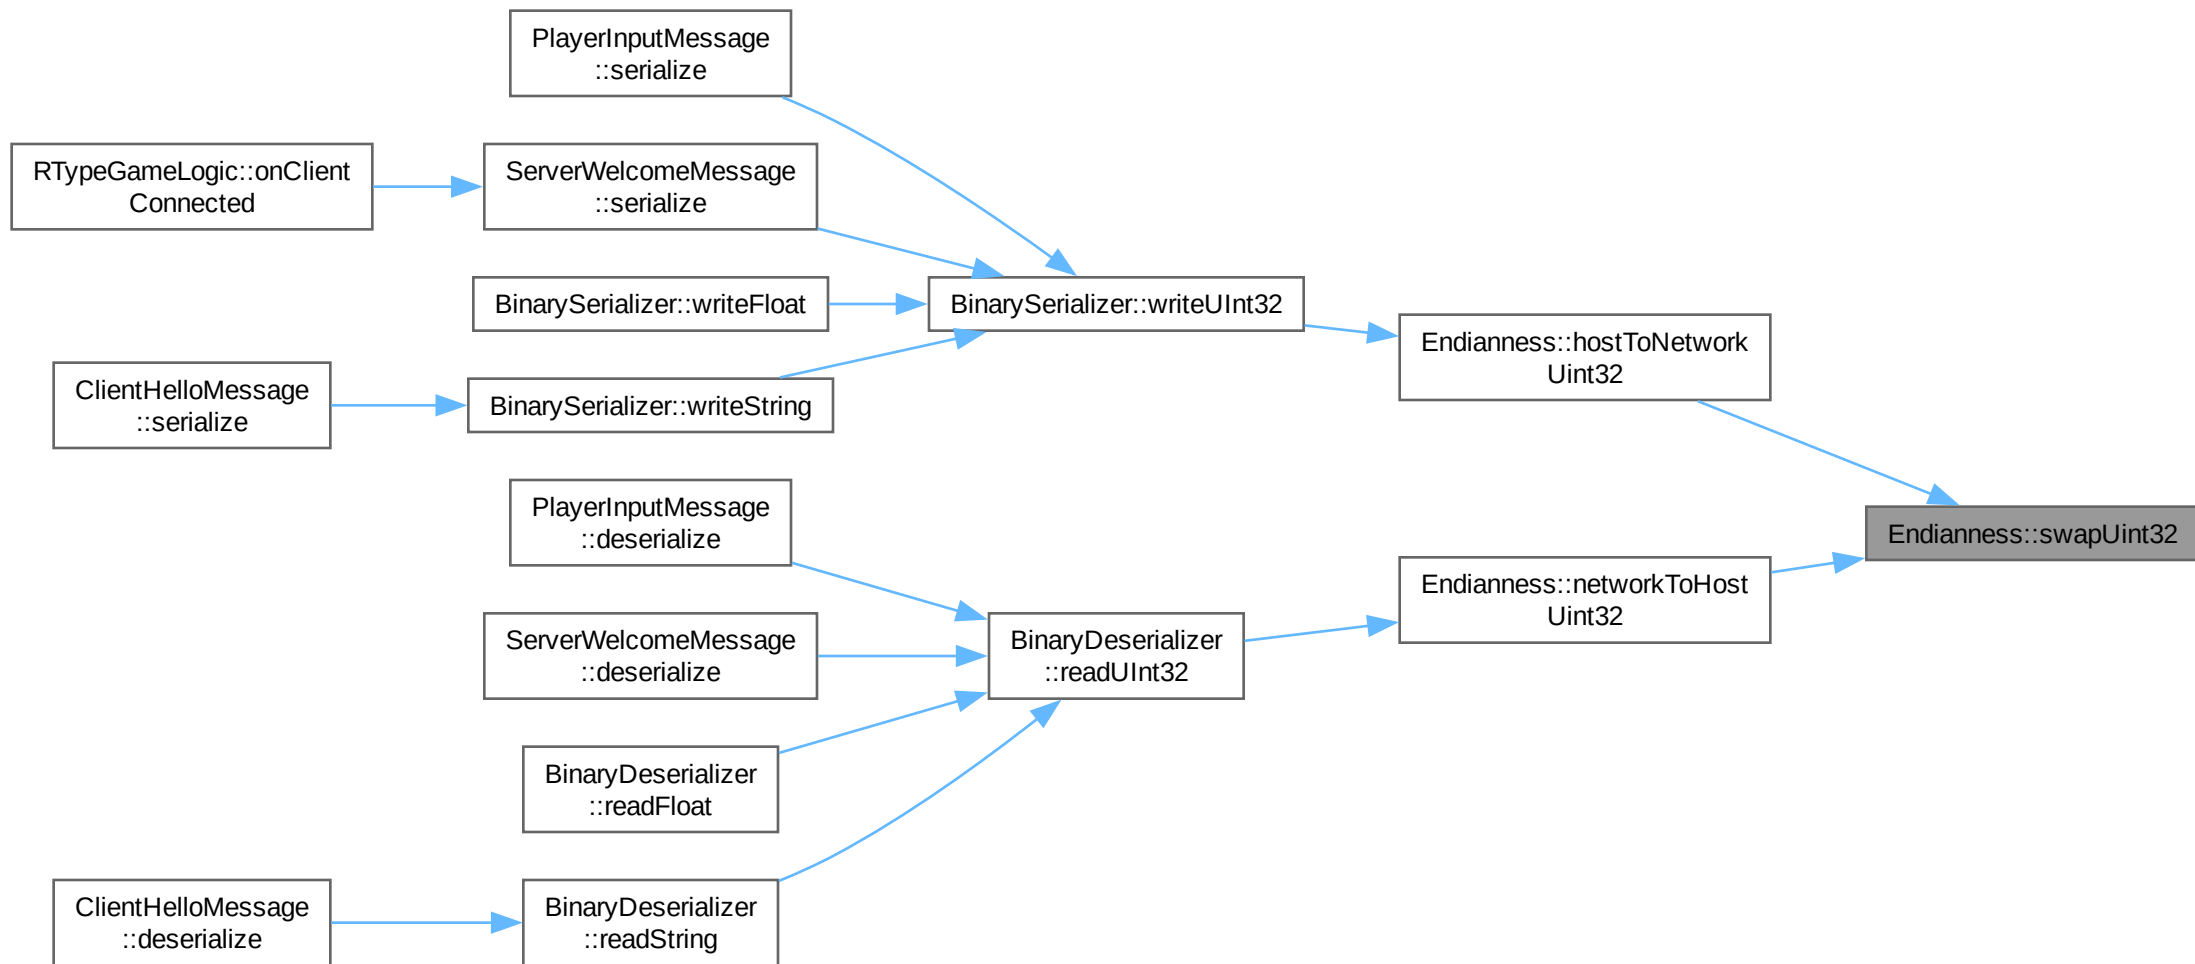 PlayerInputMessage
::serialize
RTypeGameLogic::onClient
Connected
ServerWelcomeMessage
::serialize
BinarySerializer::writeFloat
BinarySerializer::writeUInt32
Endianness::hostToNetwork
Uint32
ClientHelloMessage
::serialize
BinarySerializer::writeString
PlayerInputMessage
::deserialize
Endianness::swapUint32
Endianness::networkToHost
Uint32
ServerWelcomeMessage
::deserialize
BinaryDeserializer
::readUInt32
BinaryDeserializer
::readFloat
ClientHelloMessage
::deserialize
BinaryDeserializer
::readString